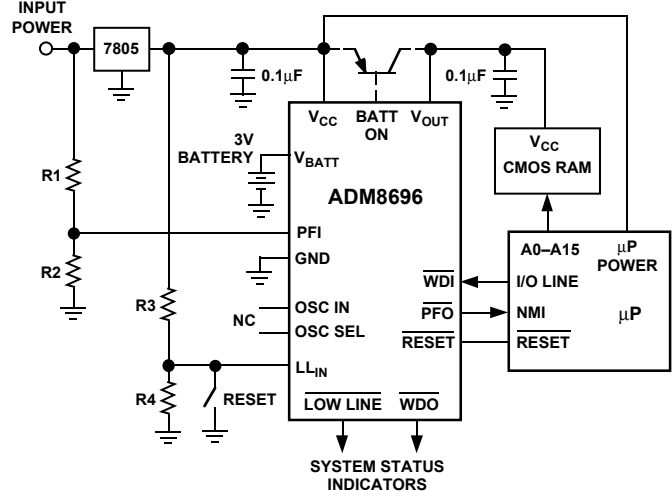 INPUT
POWER
7805
0.1µF
0.1µF
VCC
BATT
ON
VOUT
3V
BATTERY
VBATT
VCC
CMOS RAM
R1
ADM8696
PFI
A0–A15
µP
POWER
R2
GND
WDI
I/O LINE
R3
OSC IN
PFO
NMI
µP
NC
OSC SEL
RESET
RESET
LLIN
R4
RESET
LOW LINE
WDO
SYSTEM STATUS
INDICATORS